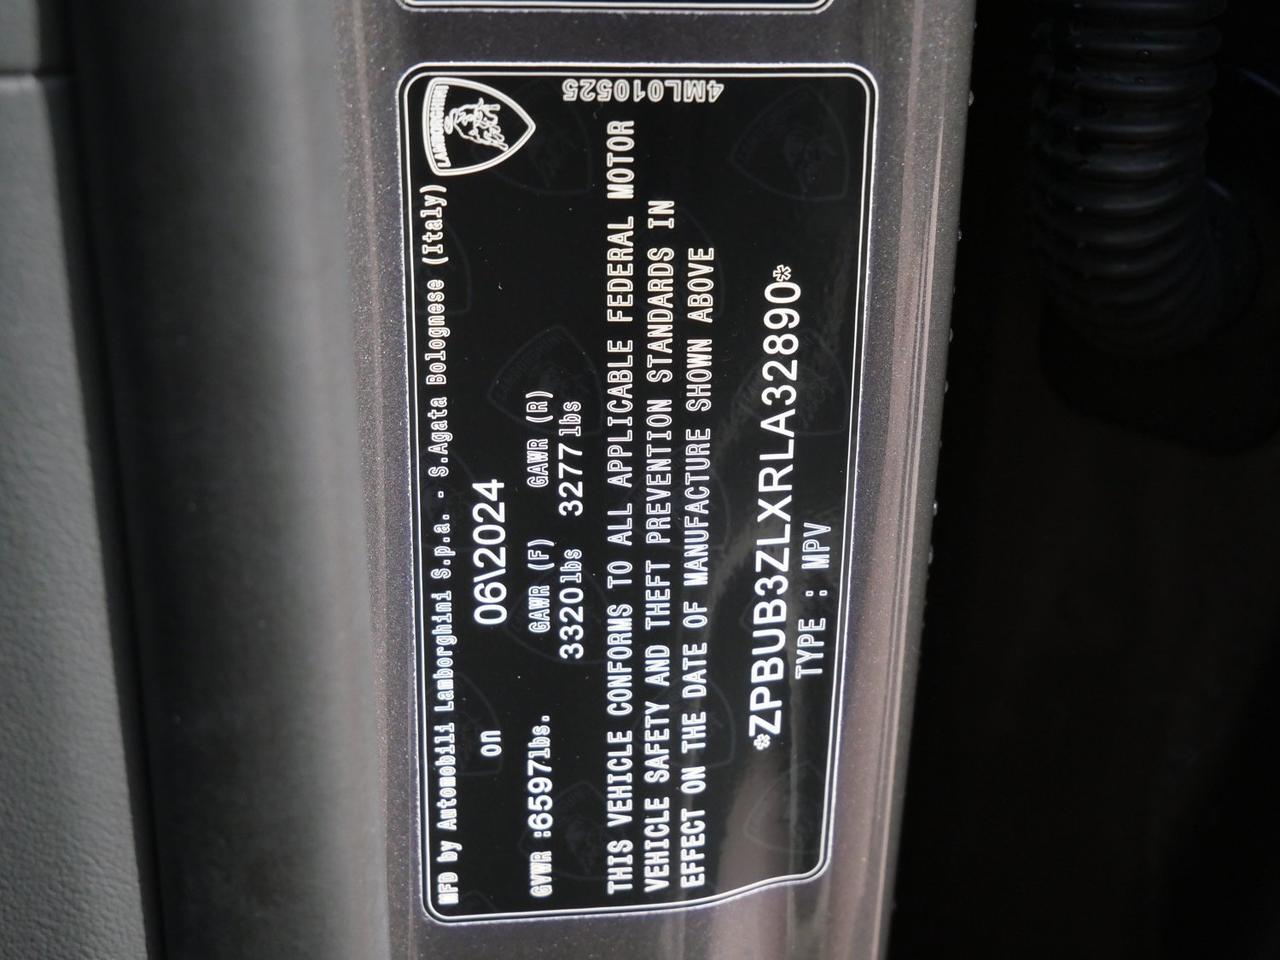 LAMBORGHINI
MFD by Automobili Lamborghini S.p.a. - S.Agata Bolognese (Italy)
on 06\2024
GVWR :6597lbs. GAWR (F) GAWR (R)
3320lbs 3277lbs
THIS VEHICLE CONFORMS TO ALL APPLICABLE FEDERAL MOTOR
VEHICLE SAFETY AND THEFT PREVENTION STANDARDS IN
EFFECT ON THE DATE OF MANUFACTURE SHOWN ABOVE
*ZPBUB3ZLXRLA32890*
TYPE : MPV
4ML010525